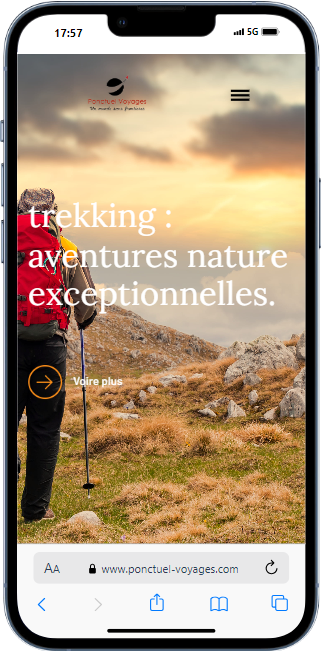 17:57
5G
Ponctuel Voyages
Un monde sans frontières
trekking :
aventures nature
exceptionnelles.
Voire plus
AA
www.ponctuel-voyages.com